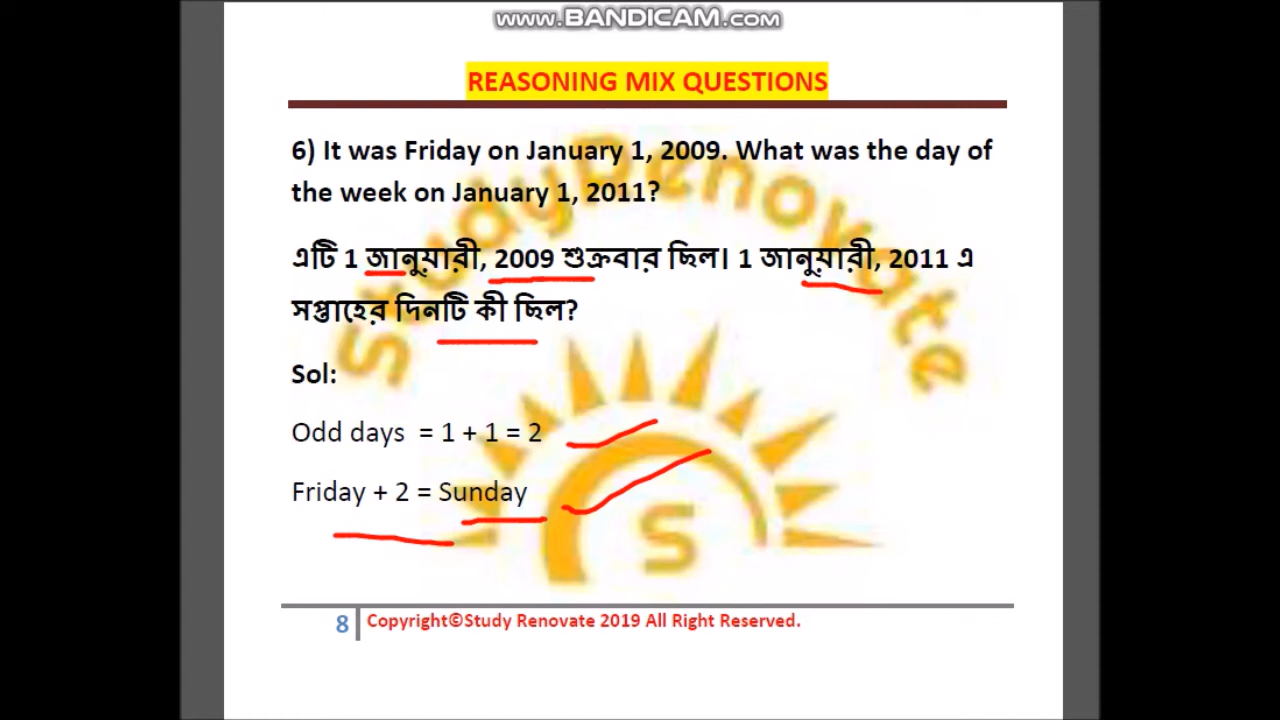 www.BANDICAM.com
REASONING MIX QUESTIONS
6) It was Friday on January 1, 2009. What was the day of
the week on January 1, 2011?
এটি 1 জানুয়ারী, 2009 শুক্রবার ছিল। 1 জানুয়ারী, 2011 এ
সপ্তাহের দিনটি কী ছিল?
Sol:
Odd days = 1 + 1 = 2
Friday + 2 = Sunday
StudyRenovate
S
8 Copyright©Study Renovate 2019 All Right Reserved.